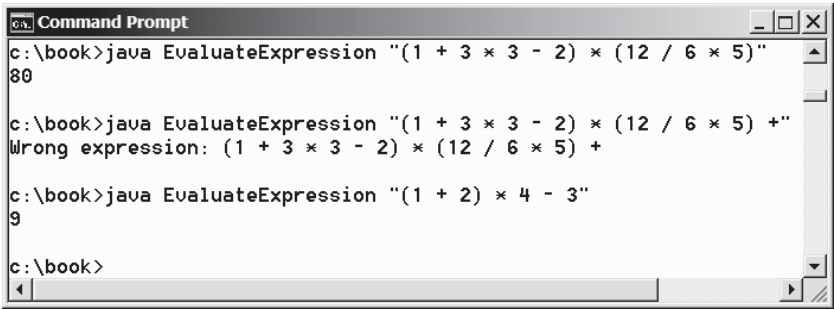 Command Prompt
c:\book>java EvaluateExpression "(1 + 3 * 3 - 2) * (12 / 6 * 5)"
80
c:\book>java EvaluateExpression "(1 + 3 * 3 - 2) * (12 / 6 * 5) +"
Wrong expression: (1 + 3 * 3 - 2) * (12 / 6 * 5) +
c:\book>java EvaluateExpression "(1 + 2) * 4 - 3"
9
c:\book>